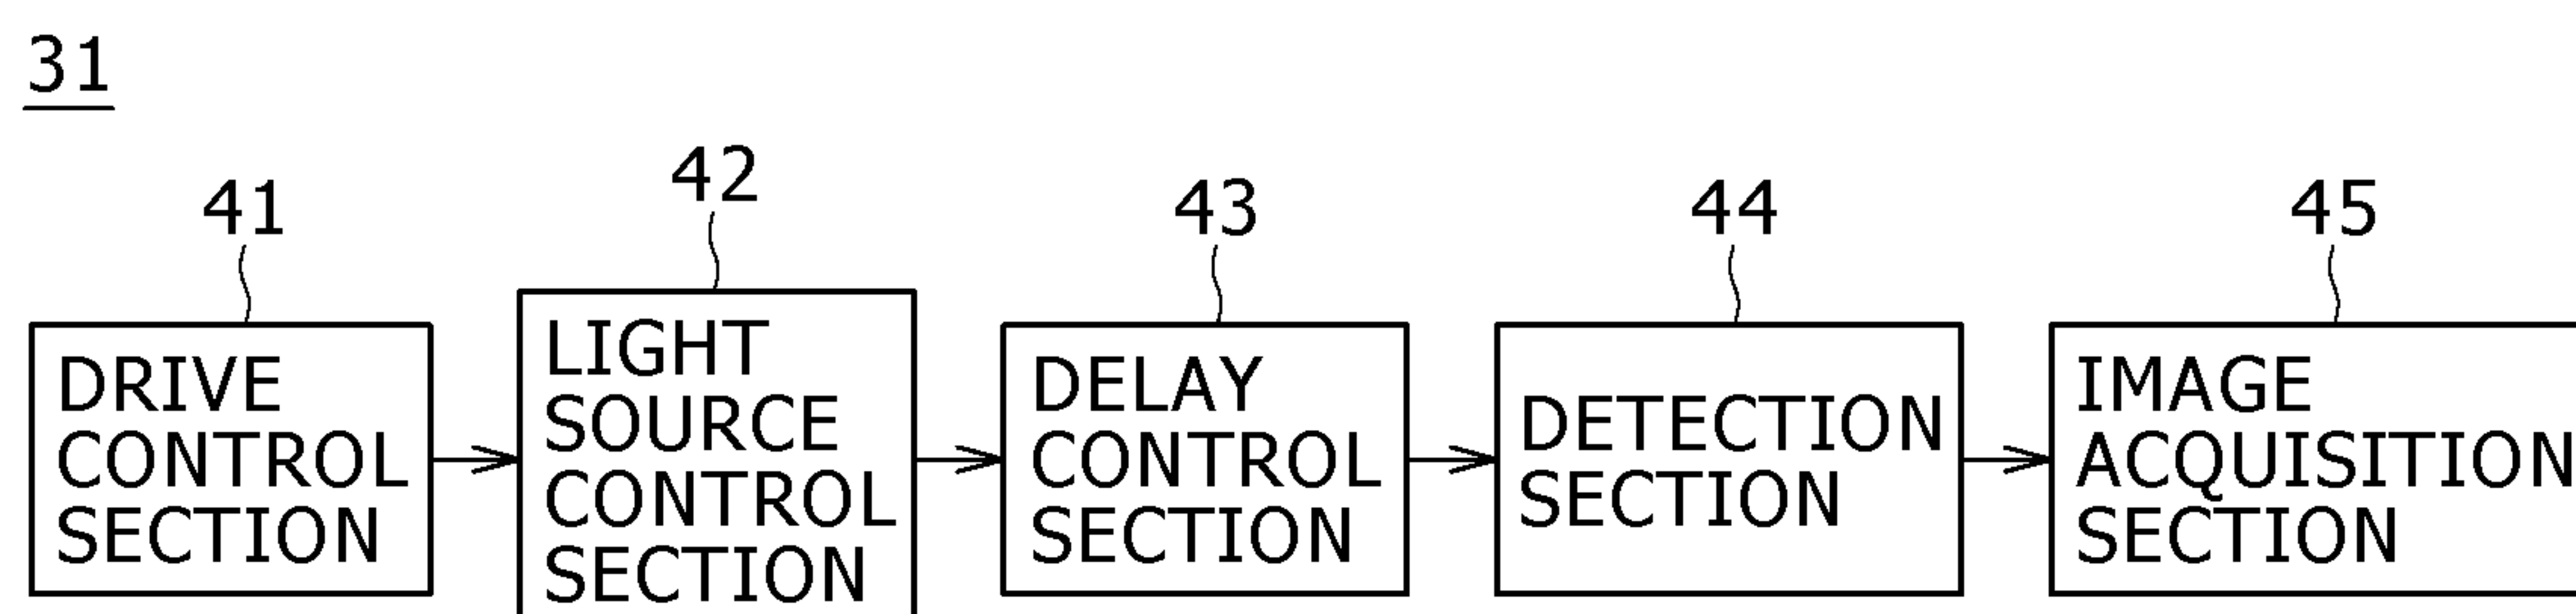 31
41
42
43
44
45
DRIVE
CONTROL
SECTION
LIGHT
SOURCE
CONTROL
SECTION
DELAY
CONTROL
SECTION
DETECTION
SECTION
IMAGE
ACQUISITION
SECTION